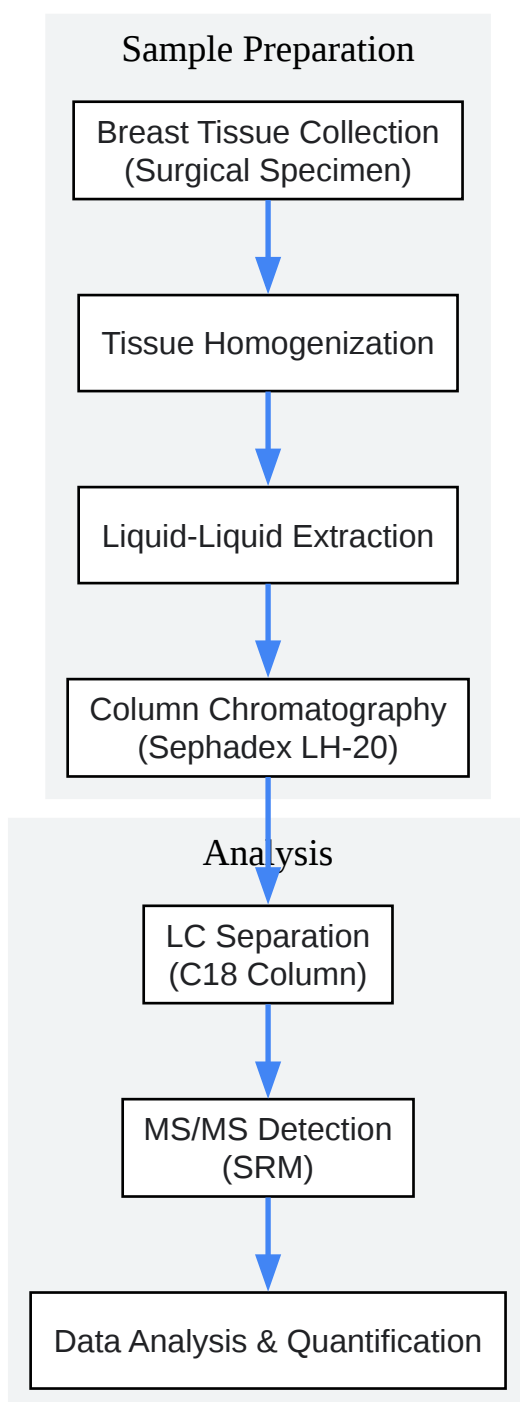 Sample Preparation
Breast Tissue Collection
(Surgical Specimen)
Tissue Homogenization
Liquid-Liquid Extraction
Column Chromatography
(Sephadex LH-20)
Analysis
LC Separation
(C18 Column)
MS/MS Detection
(SRM)
Data Analysis & Quantification